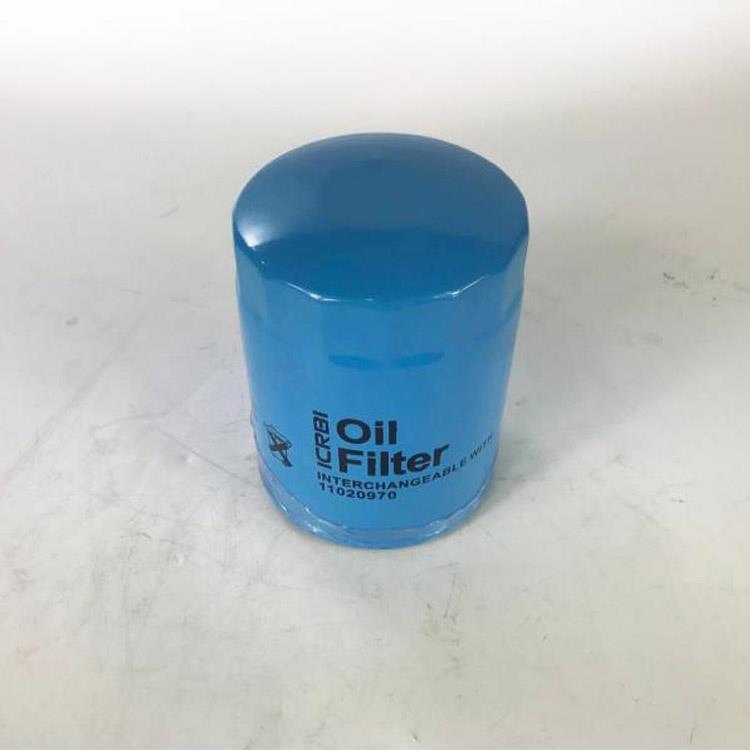 ICRBI
Oil
Filter
INTERCHANGEABLE WITH
11020970